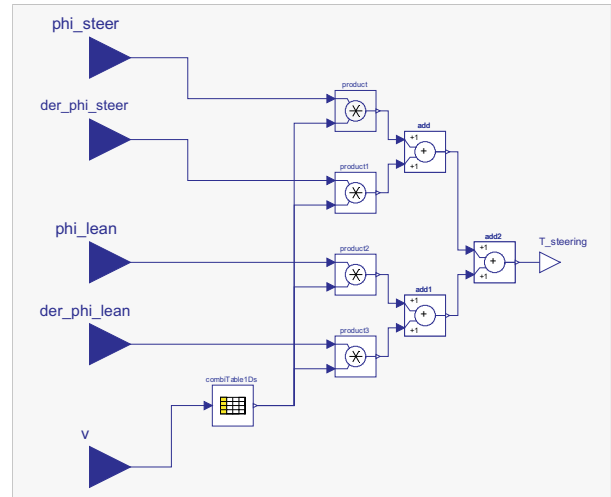 phi_steer
product
der_phi_steer
add
+1
+
+1
product1
add2
phi_lean
product2
+1
+
+1
T_steering
der_phi_lean
add1
+1
+
+1
product3
combiTable1Ds
v